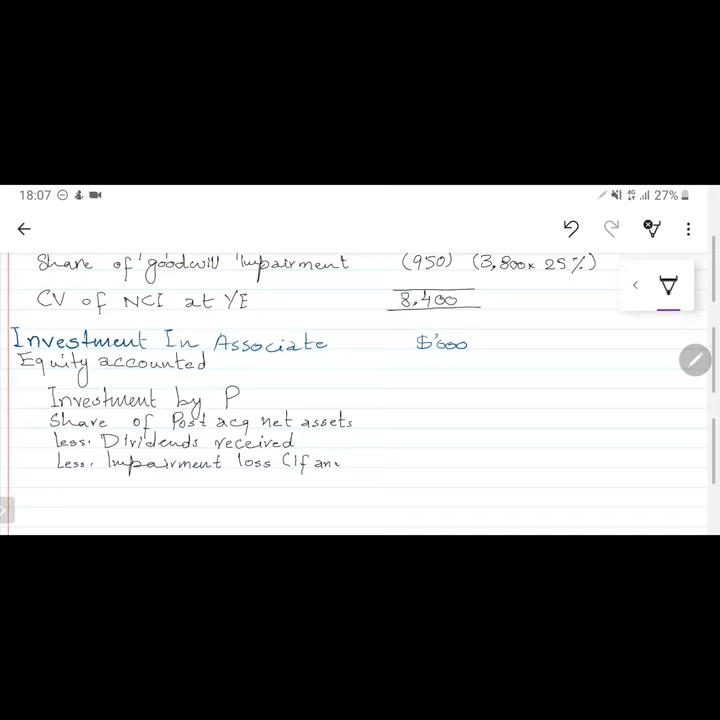 18:07 4G 27%
Share of goodwill Impairment (950) (3,800x 25%)
CV of NCI at YE 8,400
Investment In Associate $'000
Equity accounted
Investment by P
Share of Post acq net assets
less. Dividends received
Less. Impairment loss (If any